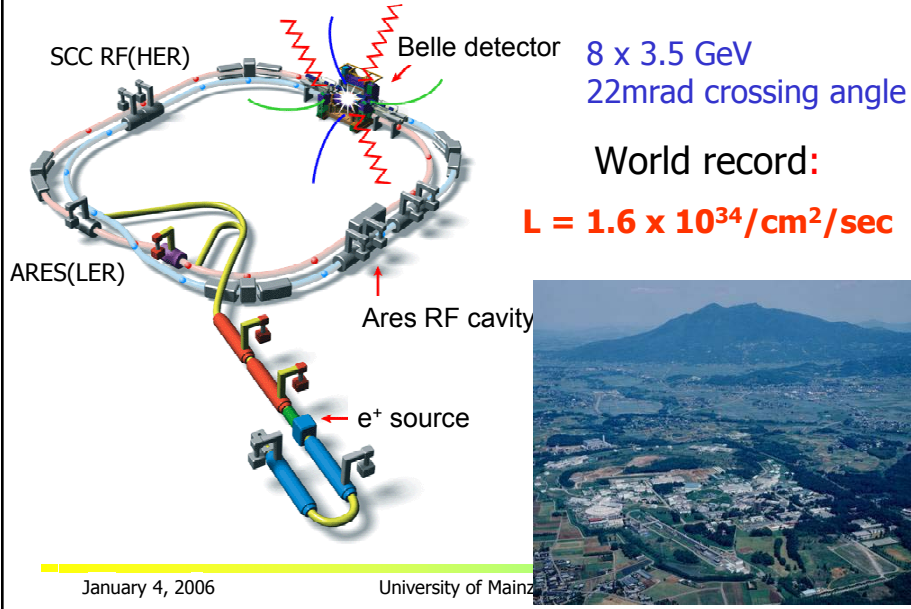 SCC RF(HER)
Belle detector
8 x 3.5 GeV
22mrad crossing angle
World record:
L = 1.6 x 10³⁴/cm²/sec
ARES(LER)
Ares RF cavity
e⁺ source
January 4, 2006
University of Mainz